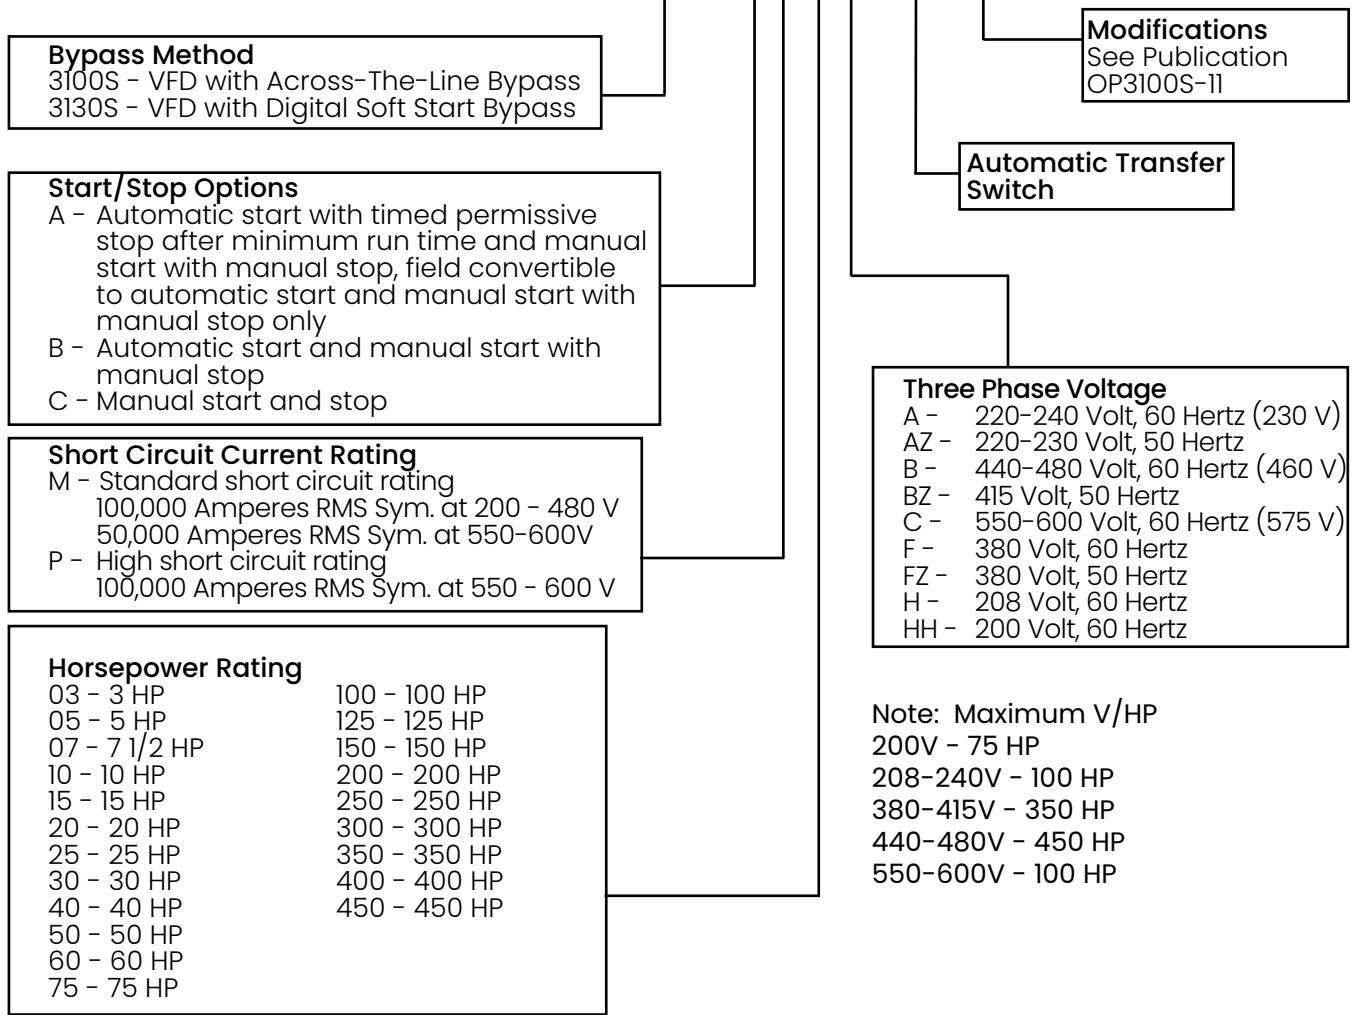 Bypass Method
3100S - VFD with Across-The-Line Bypass
3130S - VFD with Digital Soft Start Bypass
Modifications
See Publication
OP3100S-11
Automatic Transfer
Switch
Start/Stop Options
A - Automatic start with timed permissive
stop after minimum run time and manual
start with manual stop, field convertible
to automatic start and manual start with
manual stop only
B - Automatic start and manual start with
manual stop
C - Manual start and stop
Short Circuit Current Rating
M - Standard short circuit rating
100,000 Amperes RMS Sym. at 200 - 480 V
50,000 Amperes RMS Sym. at 550-600V
P - High short circuit rating
100,000 Amperes RMS Sym. at 550 - 600 V
Three Phase Voltage
A - 220-240 Volt, 60 Hertz (230 V)
AZ - 220-230 Volt, 50 Hertz
B - 440-480 Volt, 60 Hertz (460 V)
BZ - 415 Volt, 50 Hertz
C - 550-600 Volt, 60 Hertz (575 V)
F - 380 Volt, 60 Hertz
FZ - 380 Volt, 50 Hertz
H - 208 Volt, 60 Hertz
HH - 200 Volt, 60 Hertz
Horsepower Rating
03 - 3 HP
05 - 5 HP
07 - 7 1/2 HP
10 - 10 HP
15 - 15 HP
20 - 20 HP
25 - 25 HP
30 - 30 HP
40 - 40 HP
50 - 50 HP
60 - 60 HP
75 - 75 HP
100 - 100 HP
125 - 125 HP
150 - 150 HP
200 - 200 HP
250 - 250 HP
300 - 300 HP
350 - 350 HP
400 - 400 HP
450 - 450 HP
Note: Maximum V/HP
200V - 75 HP
208-240V - 100 HP
380-415V - 350 HP
440-480V - 450 HP
550-600V - 100 HP